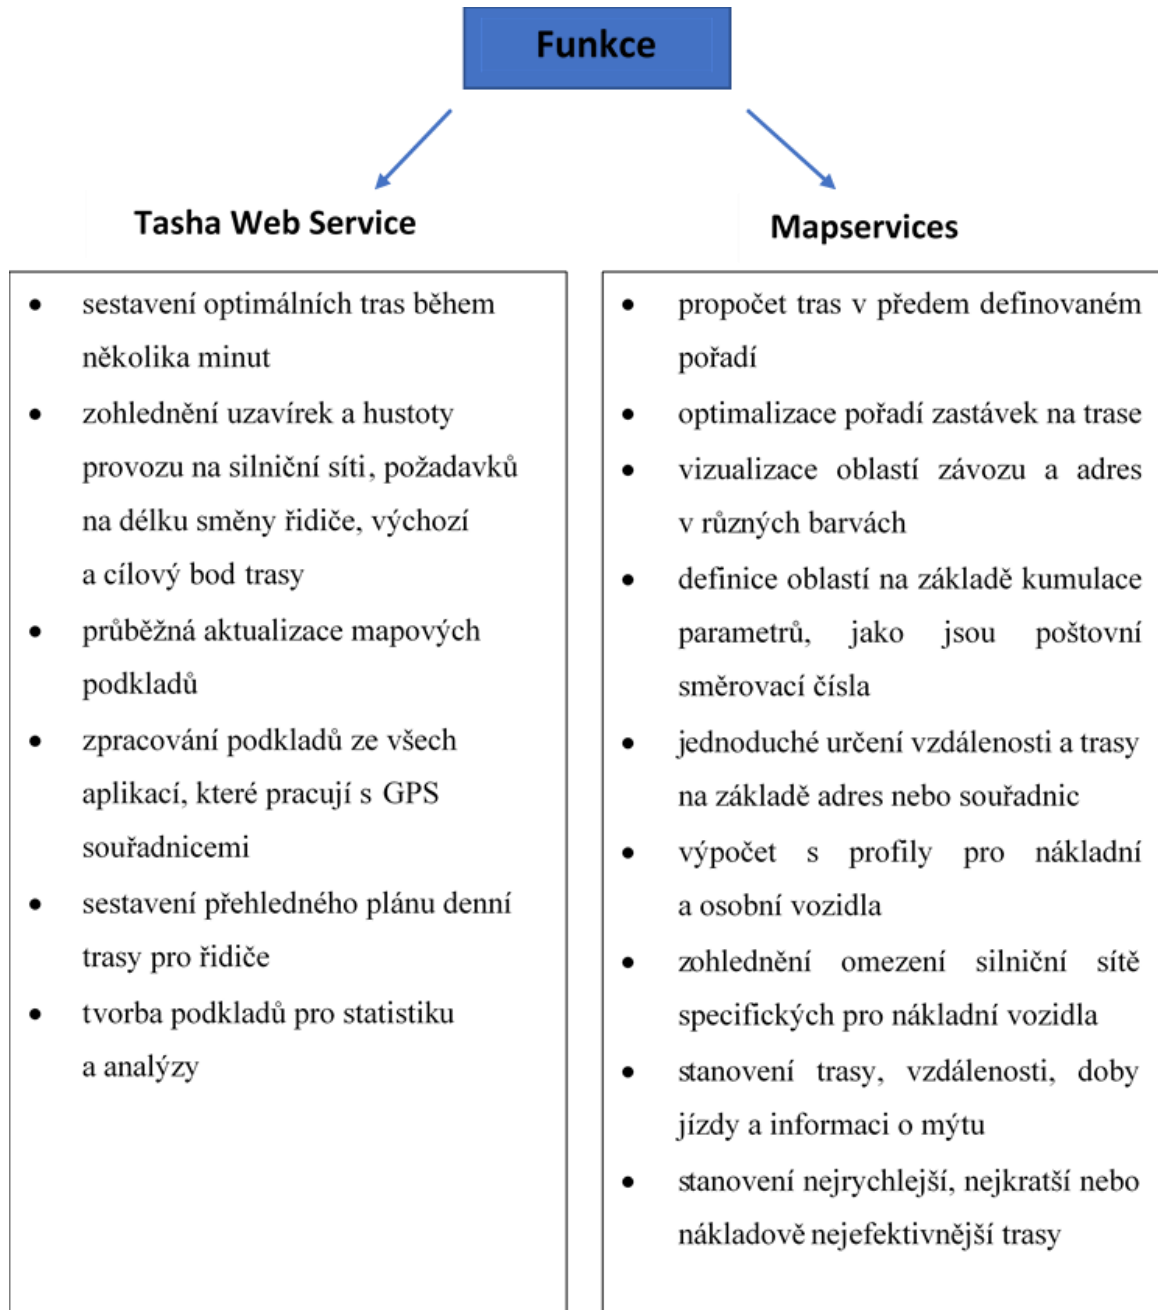 Funkce
Tasha Web Service
• sestavení optimálních tras během
několika minut
• zohlednění uzavírek a hustoty
provozu na silniční síti, požadavků
na délku směny řidiče, výchozí
a cílový bod trasy
• průběžná aktualizace mapových
podkladů
• zpracování podkladů ze všech
aplikací, které pracují s GPS
souřadnicemi
• sestavení přehledného plánu denní
trasy pro řidiče
• tvorba podkladů pro statistiku
a analýzy
Mapservices
• propočet tras v předem definovaném
pořadí
• optimalizace pořadí zastávek na trase
• vizualizace oblastí závozu a adres
v různých barvách
• definice oblastí na základě kumulace
parametrů, jako jsou poštovní
směrovací čísla
• jednoduché určení vzdálenosti a trasy
na základě adres nebo souřadnic
• výpočet s profily pro nákladní
a osobní vozidla
• zohlednění omezení silniční sítě
specifických pro nákladní vozidla
• stanovení trasy, vzdálenosti, doby
jízdy a informaci o mýtu
• stanovení nejrychlejší, nejkratší nebo
nákladově nejefektivnější trasy